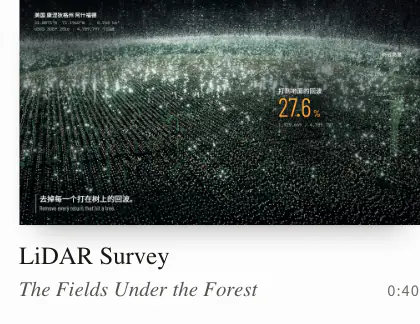 美国 康涅狄格州 阿什福德
打到地面的回波
27.6 %
去掉每一个打在树上的回波。
Remove every return that hit a tree.
LiDAR Survey
The Fields Under the Forest
0:40